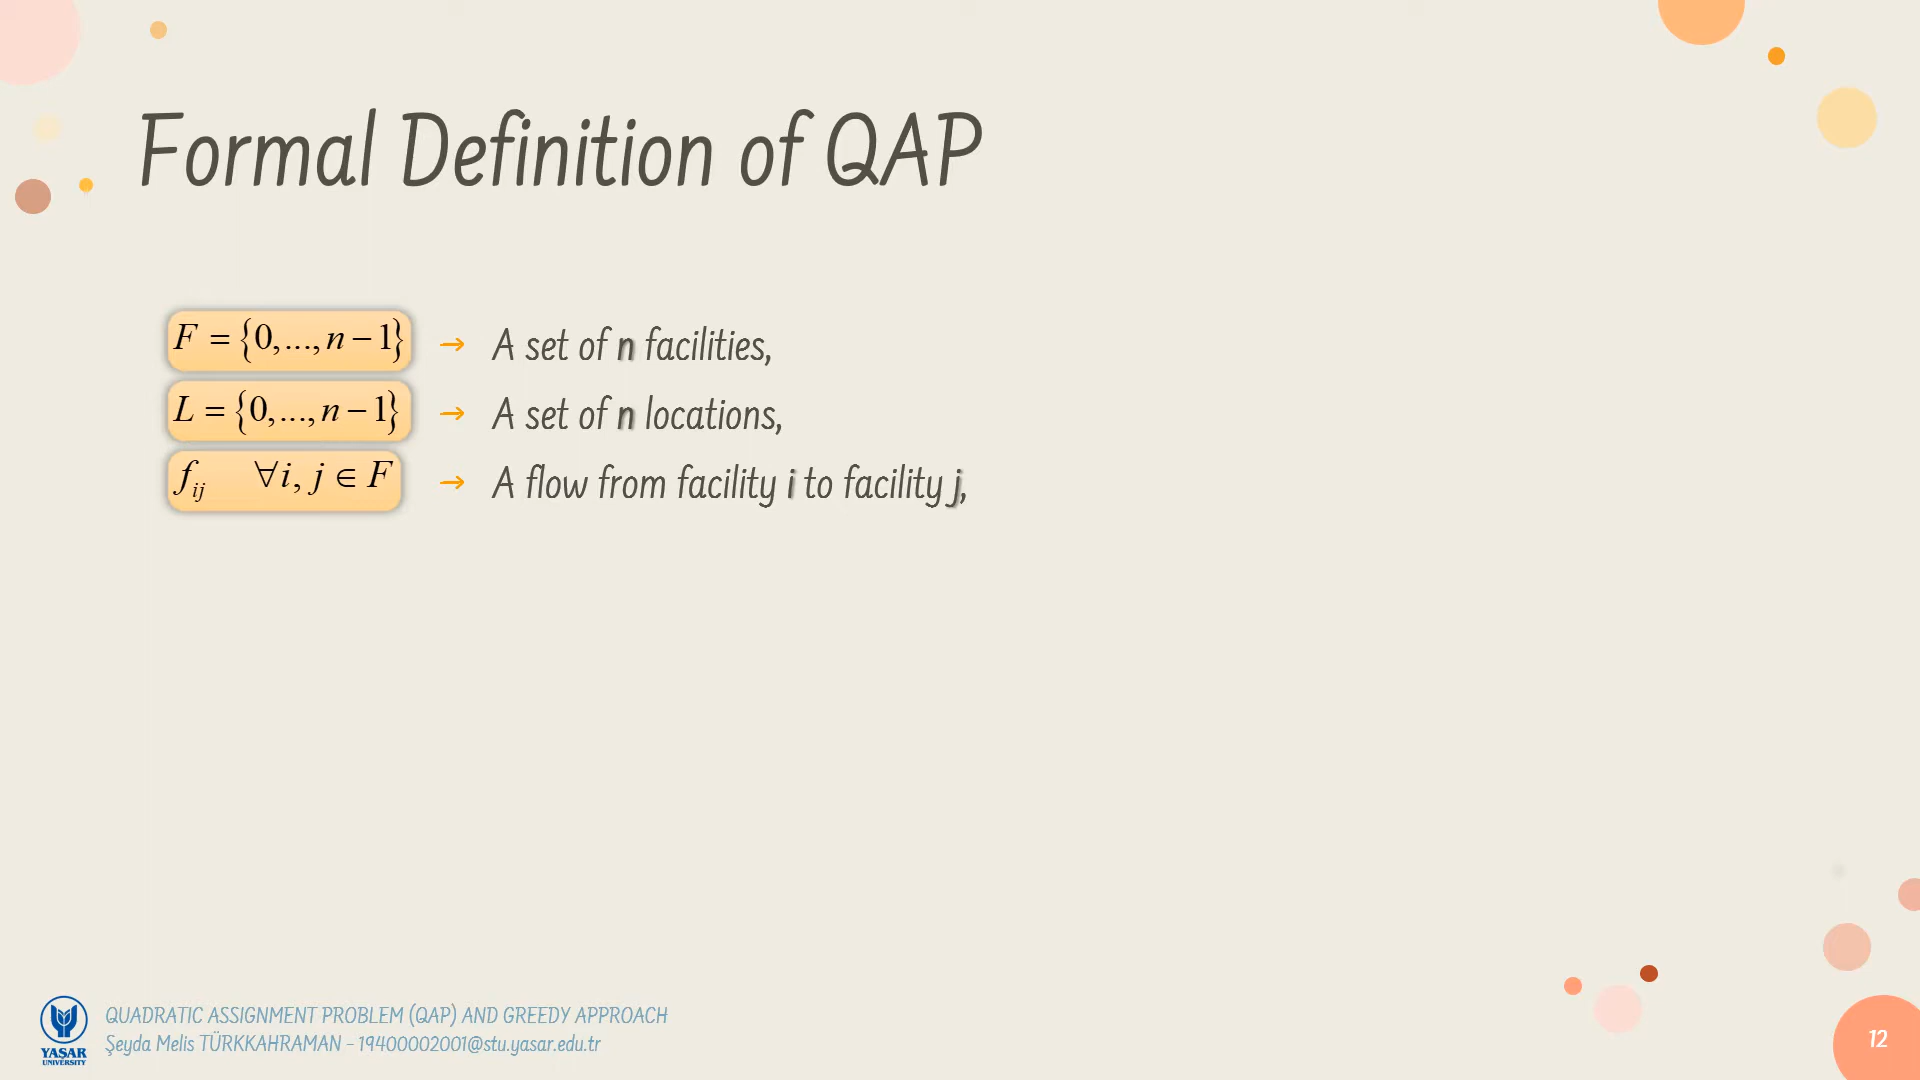 Formal Definition of QAP
F = {0,..., n − 1} → A set of n facilities,
L = {0,..., n − 1} → A set of n locations,
f_ij ∀i, j ∈ F → A flow from facility i to facility j,
QUADRATIC ASSIGNMENT PROBLEM (QAP) AND GREEDY APPROACH
Şeyda Melis TÜRKKAHRAMAN – 19400002001@stu.yasar.edu.tr
YAŞAR
UNIVERSITY
12